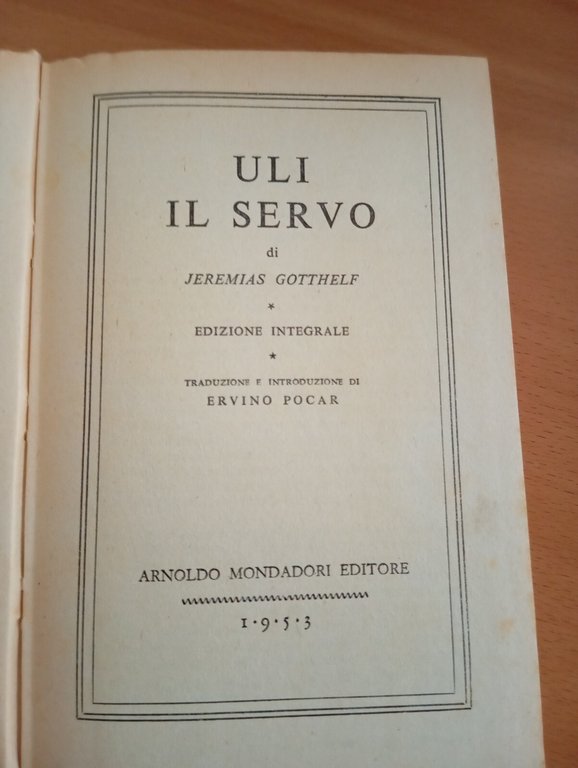 ULI
IL SERVO
di
JEREMIAS GOTTHELF
*
EDIZIONE INTEGRALE
*
TRADUZIONE E INTRODUZIONE DI
ERVINO POCAR
ARNOLDO MONDADORI EDITORE
1•9•5•3